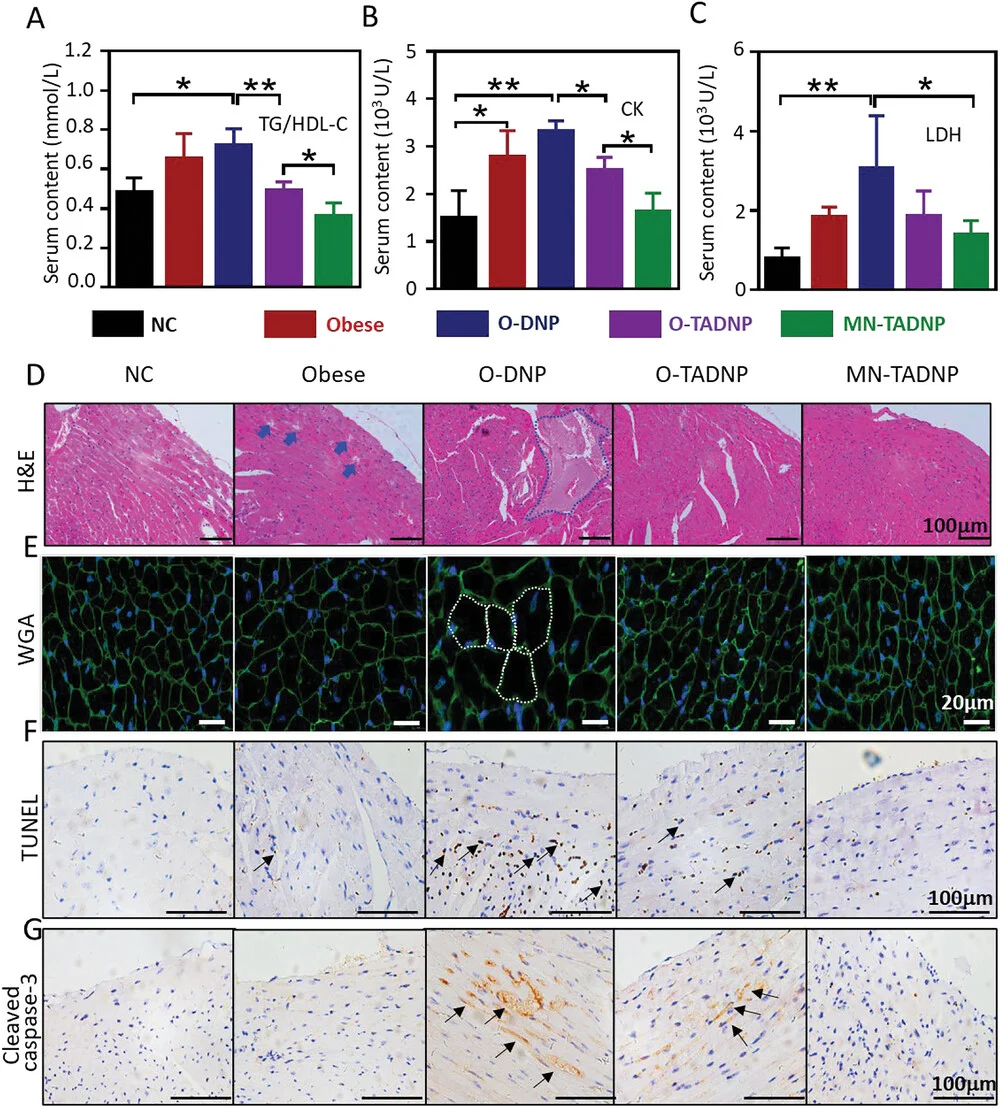 A
B
C
Serum content (mmol/L)
1.2
1.0
0.8
0.6
0.4
0.2
0.0
*
**
TG/HDL-C
*
Serum content (10³ U/L)
5
4
3
2
1
0
**
*
*
CK
*
Serum content (10³ U/L)
6
4
2
0
**
*
LDH
NC
Obese
O-DNP
O-TADNP
MN-TADNP
D
NC
Obese
O-DNP
O-TADNP
MN-TADNP
H&E
100μm
E
WGA
20μm
F
TUNEL
100μm
G
Cleaved
caspase-3
100μm